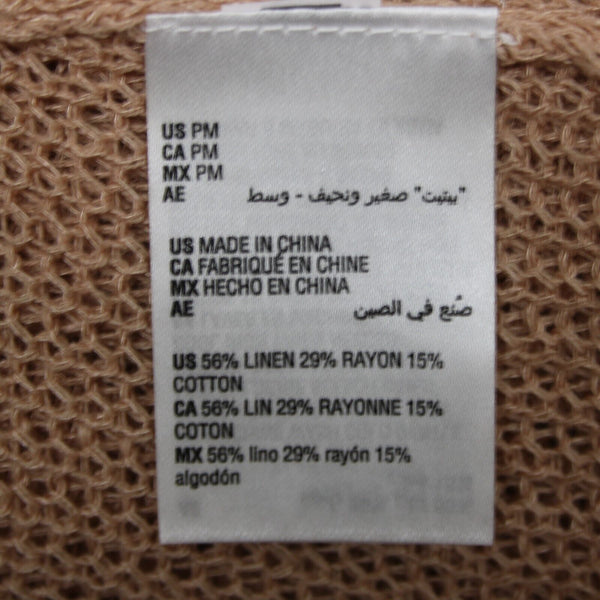 US PM
CA PM
MX PM
AE "بيتيت" صغير ونحيف - وسط
US MADE IN CHINA
CA FABRIQUÉ EN CHINE
MX HECHO EN CHINA
AE صُنع في الصين
US 56% LINEN 29% RAYON 15%
COTTON
CA 56% LIN 29% RAYONNE 15%
COTON
MX 56% lino 29% rayón 15%
algodón